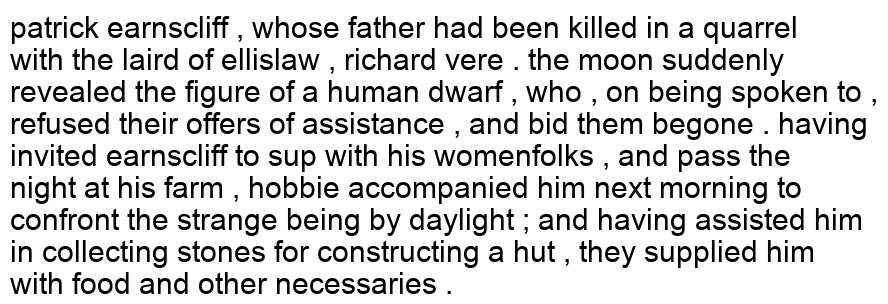 patrick earnscliff , whose father had been killed in a quarrel
with the laird of ellislaw , richard vere . the moon suddenly
revealed the figure of a human dwarf , who , on being spoken to ,
refused their offers of assistance , and bid them begone . having
invited earnscliff to sup with his womenfolks , and pass the
night at his farm , hobbie accompanied him next morning to
confront the strange being by daylight ; and having assisted him
in collecting stones for constructing a hut , they supplied him
with food and other necessaries .